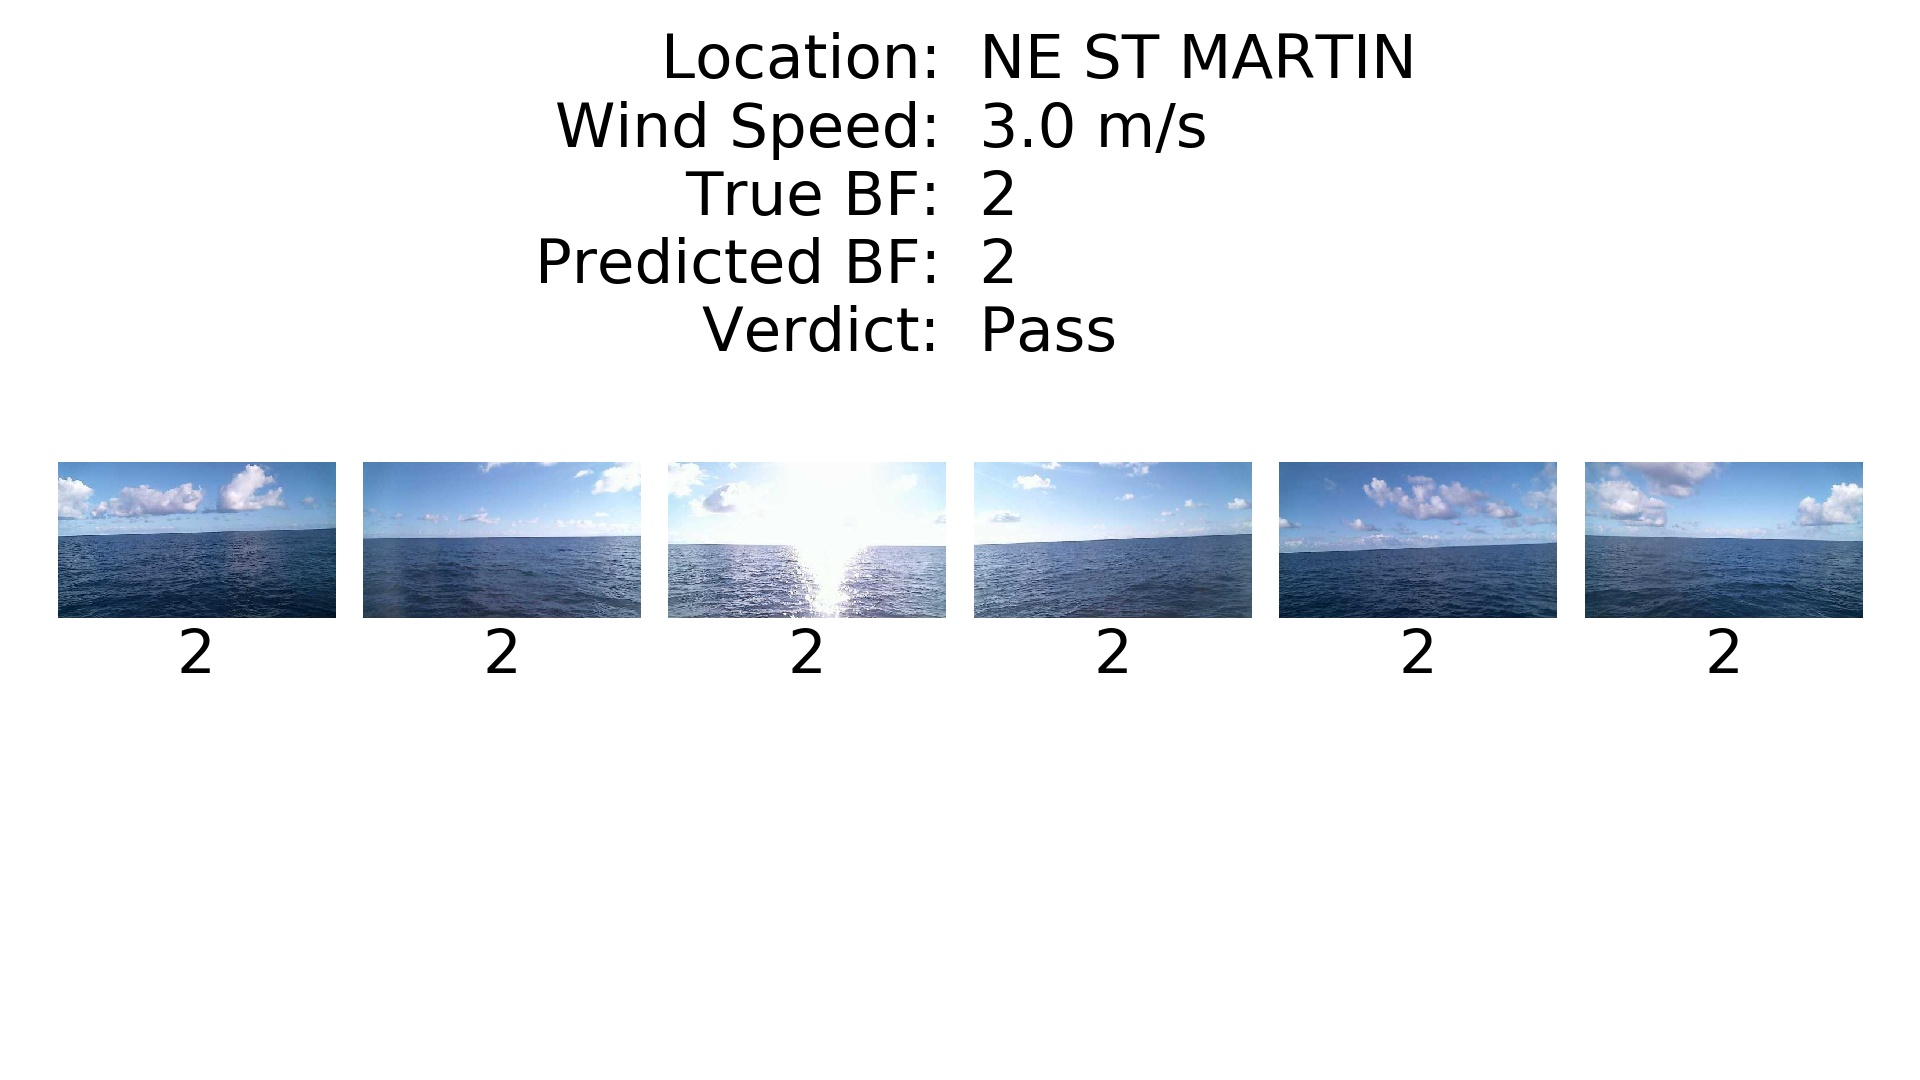 Location: NE ST MARTIN
Wind Speed: 3.0 m/s
True BF: 2
Predicted BF: 2
Verdict: Pass
2 2 2 2 2 2